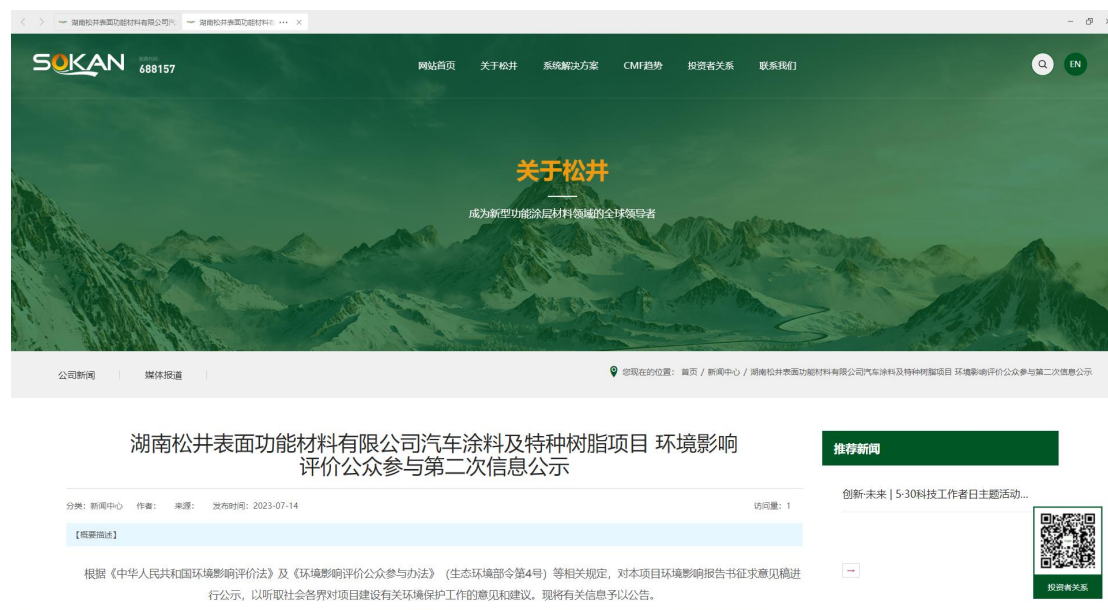 湖南松井表面功能材料有限公司汽
湖南松井表面功能材料有 ···
SOKAN
688157
网站首页 关于松井 系统解决方案 CMF趋势 投资者关系 联系我们
EN
关于松井
成为新型功能涂层材料领域的全球领导者
公司新闻 媒体报道
您现在的位置： 首页 / 新闻中心 / 湖南松井表面功能材料有限公司汽车涂料及特种树脂项目 环境影响评价公众参与第二次信息公示
湖南松井表面功能材料有限公司汽车涂料及特种树脂项目 环境影响
评价公众参与第二次信息公示
推荐新闻
分类：新闻中心 作者： 来源： 发布时间：2023-07-14 访问量：1
创新·未来 | 5·30科技工作者日主题活动...
【概要描述】
根据《中华人民共和国环境影响评价法》及《环境影响评价公众参与办法》（生态环境部令第4号）等相关规定，对本项目环境影响报告书征求意见稿进
行公示，以听取社会各界对项目建设有关环境保护工作的意见和建议。现将有关信息予以公告。
投资者关系